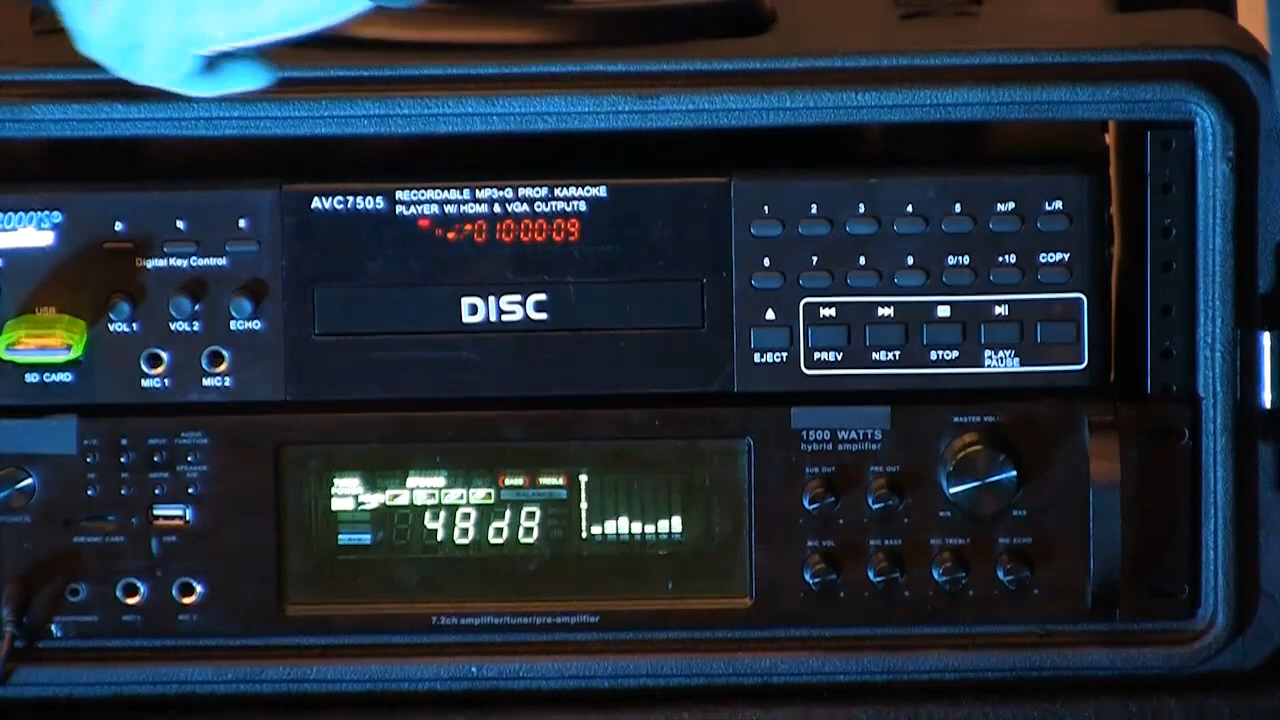 AVC7505
RECORDABLE MP3+G PROF. KARAOKE
PLAYER W/ HDMI & VGA OUTPUTS
010:00:09
Digital Key Control
USB
VOL 1
VOL 2
ECHO
SD CARD
MIC 1
MIC 2
DISC
1 2 3 4 5 N/P L/R
6 7 8 9 0/10 +10 COPY
EJECT
PREV
NEXT
STOP
PLAY/
PAUSE
48dB
BASS TREBLE
BALANCE
7.2ch amplifier/tuner/pre-amplifier
1500 WATTS
hybrid amplifier
MASTER VOL
SUB OUT
PRE OUT
MIN
MAX
MIC VOL
MIC BASS
MIC TREBLE
MIC ECHO
INPUT
AUDIO
FUNCTION
USB